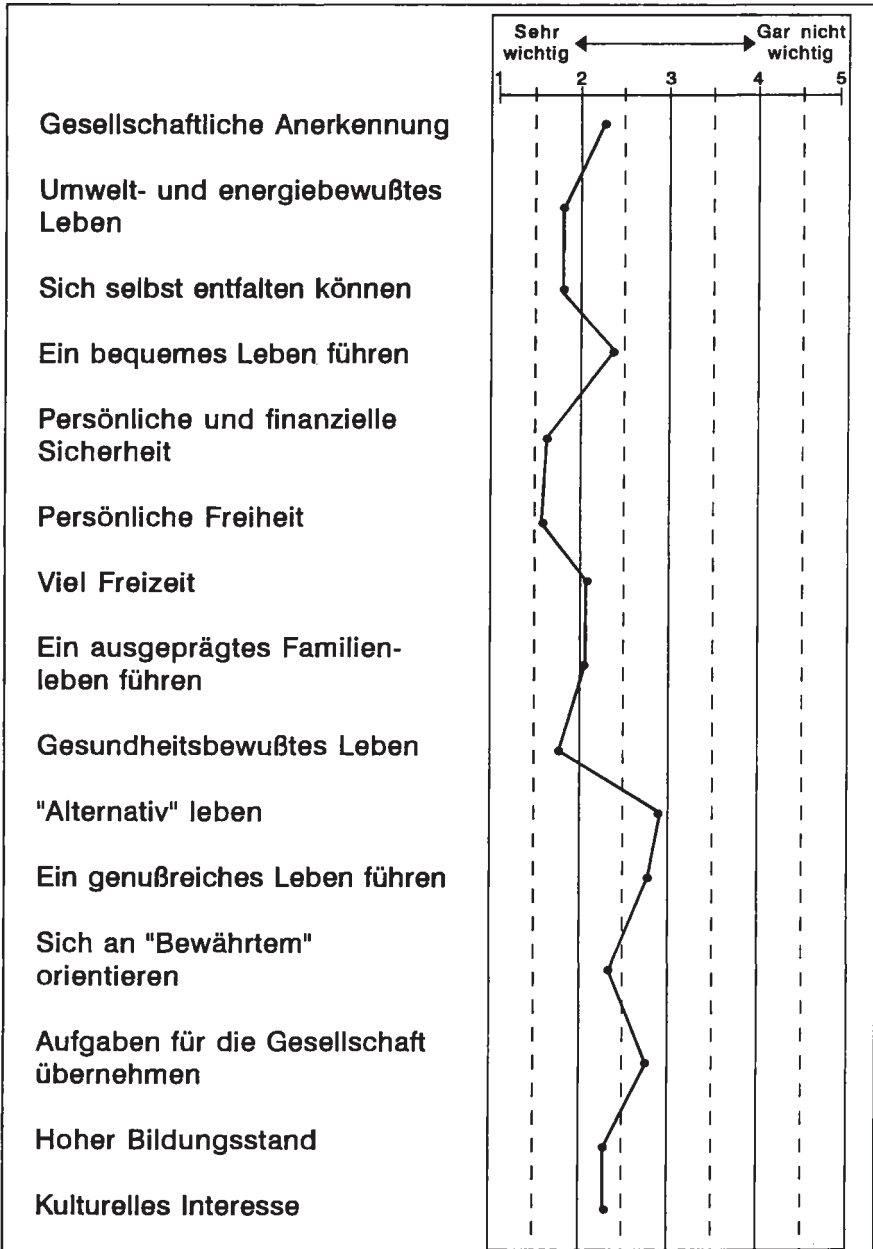 Sehr
wichtig
Gar nicht
wichtig
1 2 3 4 5
Gesellschaftliche Anerkennung
Umwelt- und energiebewußtes
Leben
Sich selbst entfalten können
Ein bequemes Leben führen
Persönliche und finanzielle
Sicherheit
Persönliche Freiheit
Viel Freizeit
Ein ausgeprägtes Familien-
leben führen
Gesundheitsbewußtes Leben
"Alternativ" leben
Ein genußreiches Leben führen
Sich an "Bewährtem"
orientieren
Aufgaben für die Gesellschaft
übernehmen
Hoher Bildungsstand
Kulturelles Interesse